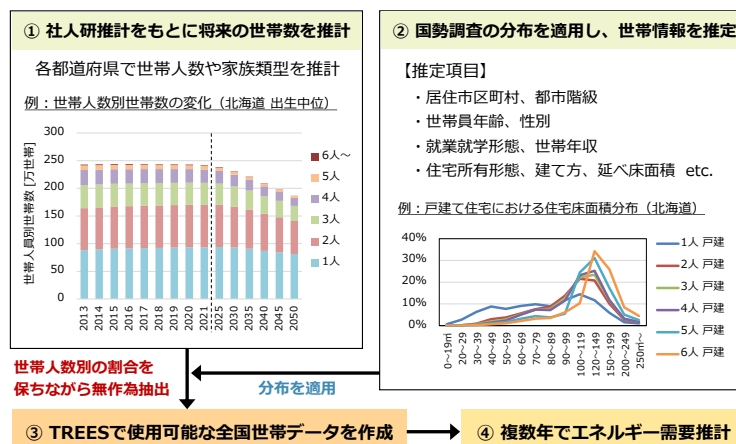 ① 社人研推計をもとに将来の世帯数を推計
各都道府県で世帯人数や家族類型を推計
例：世帯人数別世帯数の変化（北海道 出生中位）
世帯人員別世帯数 [万世帯]
300
250
200
150
100
50
0
2013
2014
2015
2016
2017
2018
2019
2020
2021
2025
2030
2035
2040
2045
2050
6人～
5人
4人
3人
2人
1人
② 国勢調査の分布を適用し、世帯情報を推定
【推定項目】
・居住市区町村、都市階級
・世帯員年齢、性別
・就業就学形態、世帯年収
・住宅所有形態、建て方、延べ床面積 etc.
例：戸建て住宅における住宅床面積分布（北海道）
40%
30%
20%
10%
0%
0～19㎡
20～29
30～39
40～49
50～59
60～69
70～79
80～89
90～99
100～119
120～149
150～199
200～249
250㎡～
1人 戸建
2人 戸建
3人 戸建
4人 戸建
5人 戸建
6人 戸建
世帯人数別の割合を
保ちながら無作為抽出
分布を適用
③ TREESで使用可能な全国世帯データを作成
④ 複数年でエネルギー需要推計